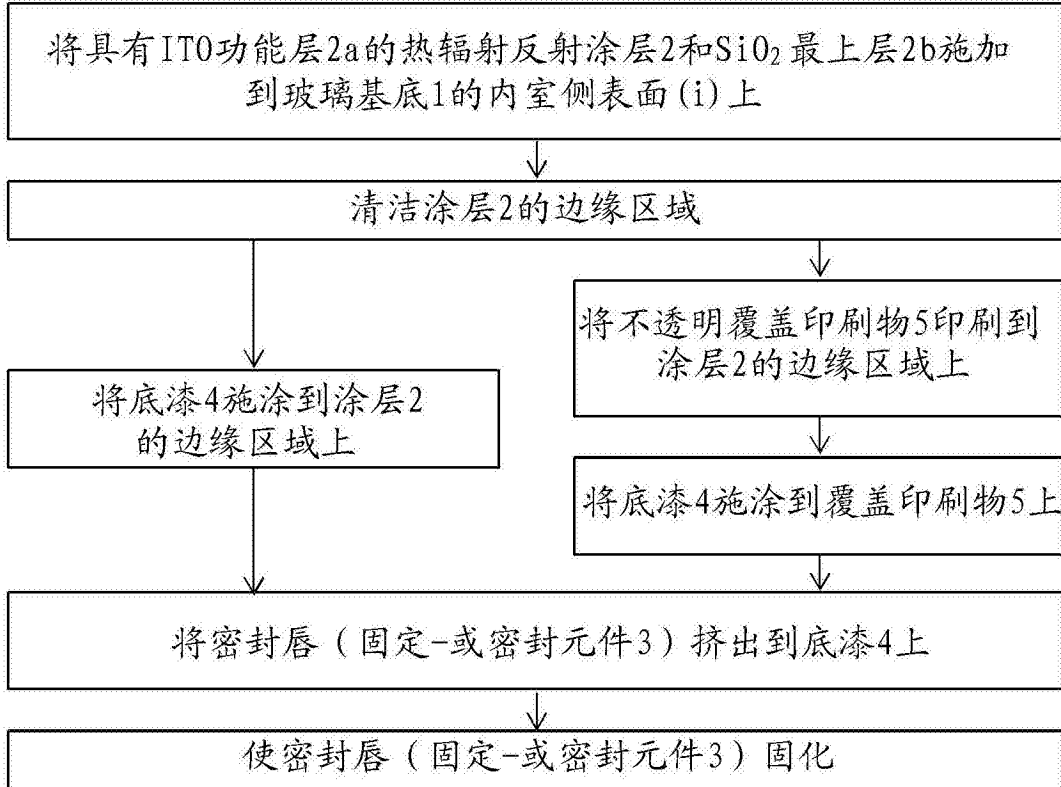 将具有ITO功能层2a的热辐射反射涂层2和SiO₂最上层2b施加
到玻璃基底1的内室侧表面(i)上
清洁涂层2的边缘区域
将不透明覆盖印刷物5印刷到
涂层2的边缘区域上
将底漆4施涂到涂层2
的边缘区域上
将底漆4施涂到覆盖印刷物5上
将密封唇（固定-或密封元件3）挤出到底漆4上
使密封唇（固定-或密封元件3）固化